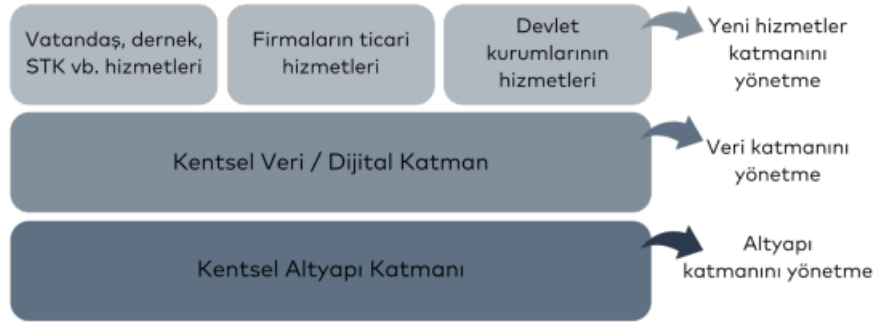 Vatandaş, dernek,
STK vb. hizmetleri
Firmaların ticari
hizmetleri
Devlet
kurumlarının
hizmetleri
Yeni hizmetler
katmanını
yönetme
Kentsel Veri / Dijital Katman
Veri katmanını
yönetme
Kentsel Altyapı Katmanı
Altyapı
katmanını yönetme